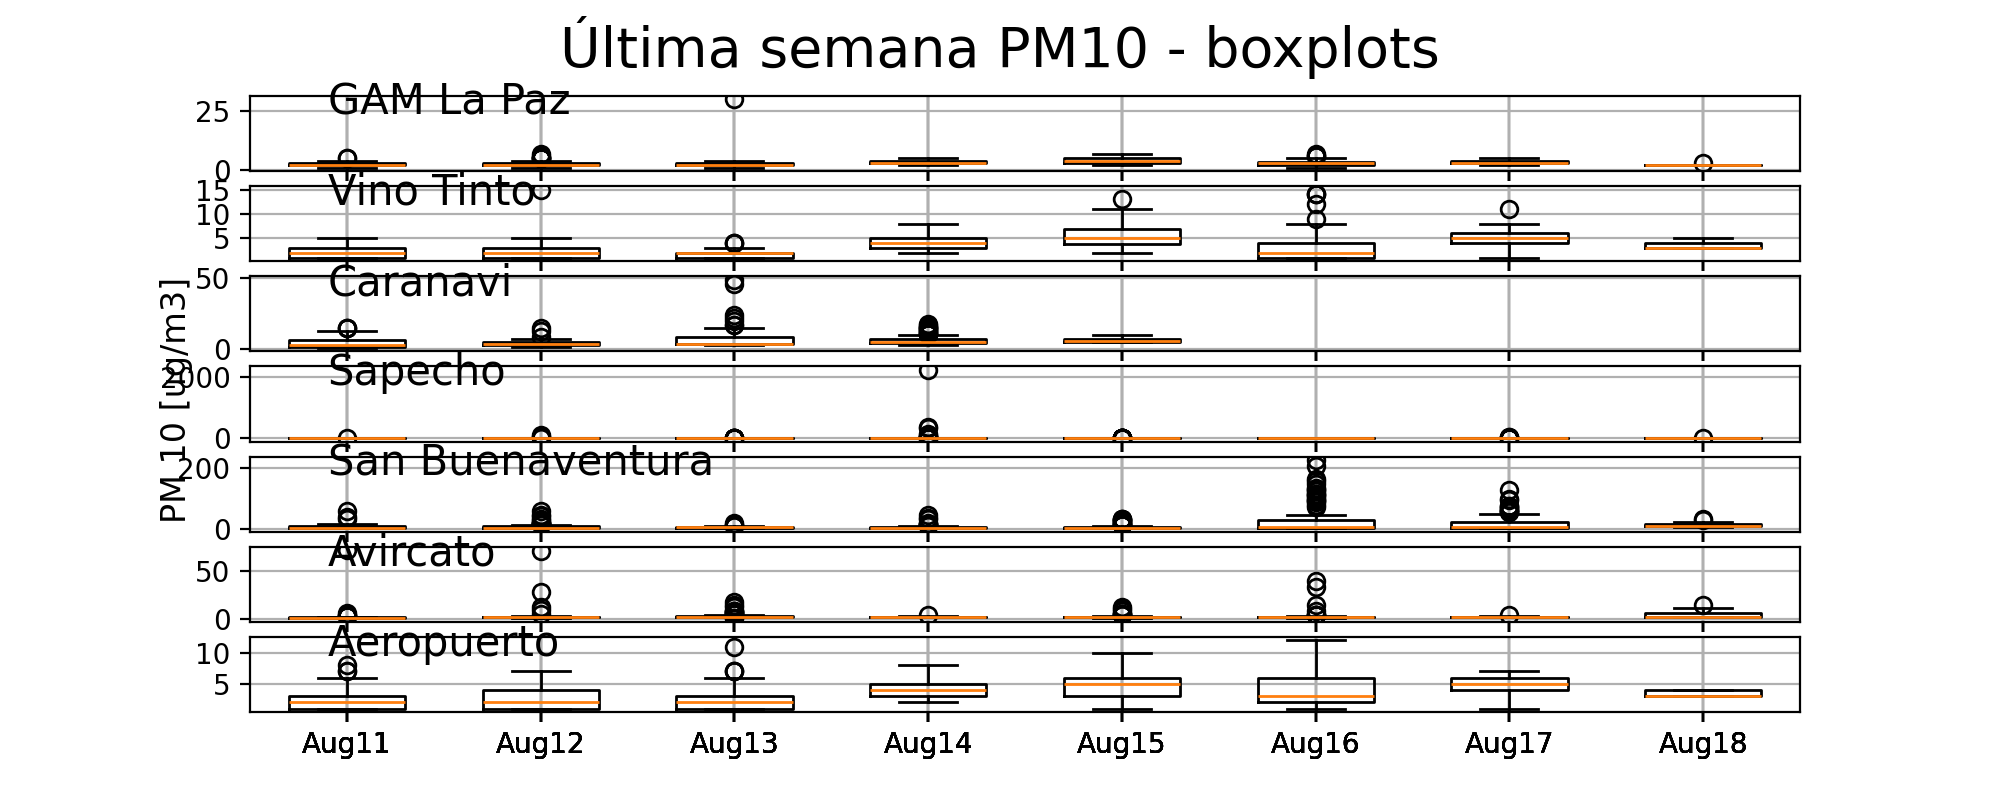 Última semana PM10 - boxplots
GAM La Paz
25
0
Vino Tinto
15
10
5
Caranavi
50
0
PM 10 [ug/m3]
Sapecho
2000
0
San Buenaventura
200
0
Avircato
50
0
Aeropuerto
10
5
Aug11 Aug12 Aug13 Aug14 Aug15 Aug16 Aug17 Aug18